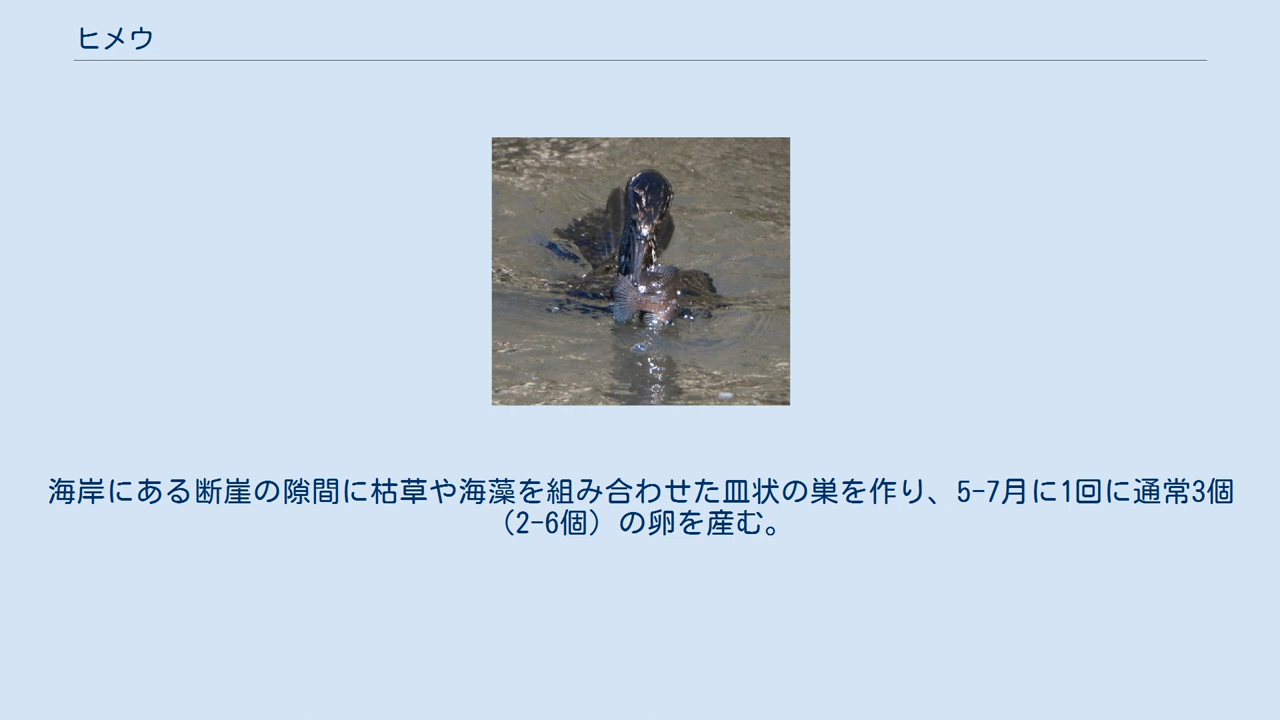 ヒメウ
海岸にある断崖の隙間に枯草や海藻を組み合わせた皿状の巣を作り、5-7月に1回に通常3個
（2-6個）の卵を産む。